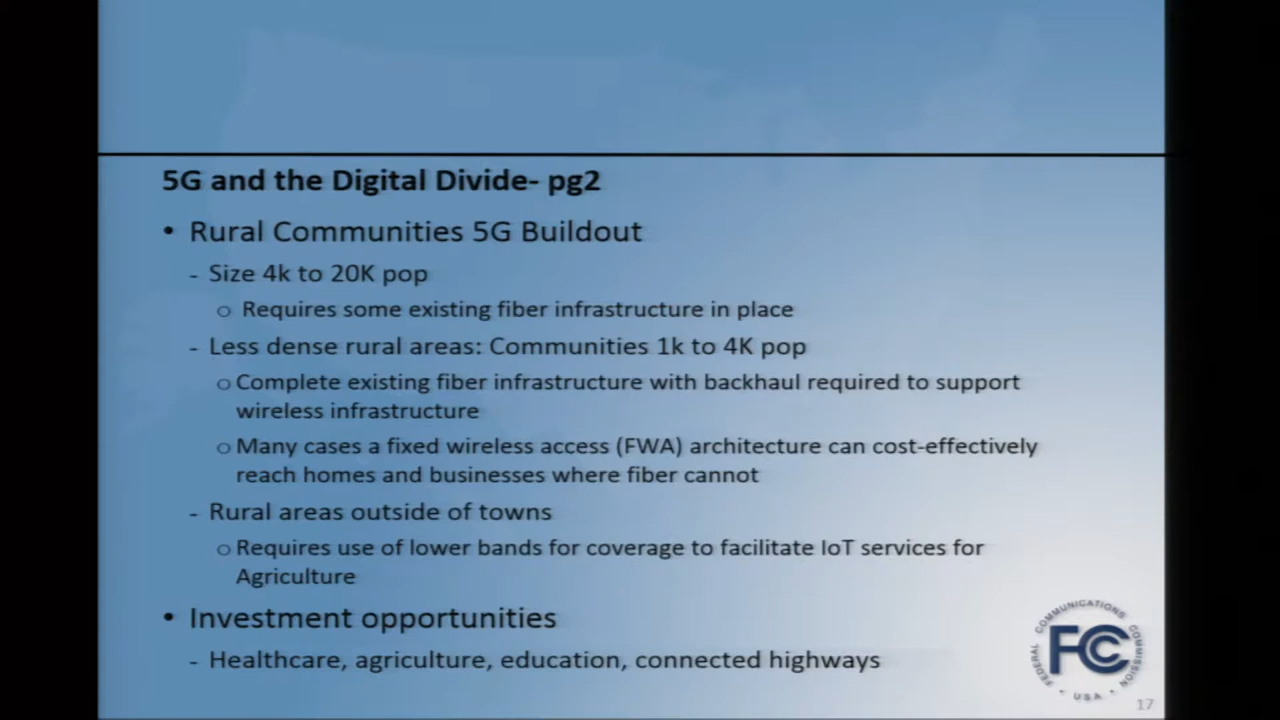 5G and the Digital Divide- pg2
• Rural Communities 5G Buildout
- Size 4k to 20K pop
○ Requires some existing fiber infrastructure in place
- Less dense rural areas: Communities 1k to 4K pop
○ Complete existing fiber infrastructure with backhaul required to support
wireless infrastructure
○ Many cases a fixed wireless access (FWA) architecture can cost-effectively
reach homes and businesses where fiber cannot
- Rural areas outside of towns
○ Requires use of lower bands for coverage to facilitate IoT services for
Agriculture
• Investment opportunities
- Healthcare, agriculture, education, connected highways
FEDERAL COMMUNICATIONS COMMISSION
FCC
• USA •
17